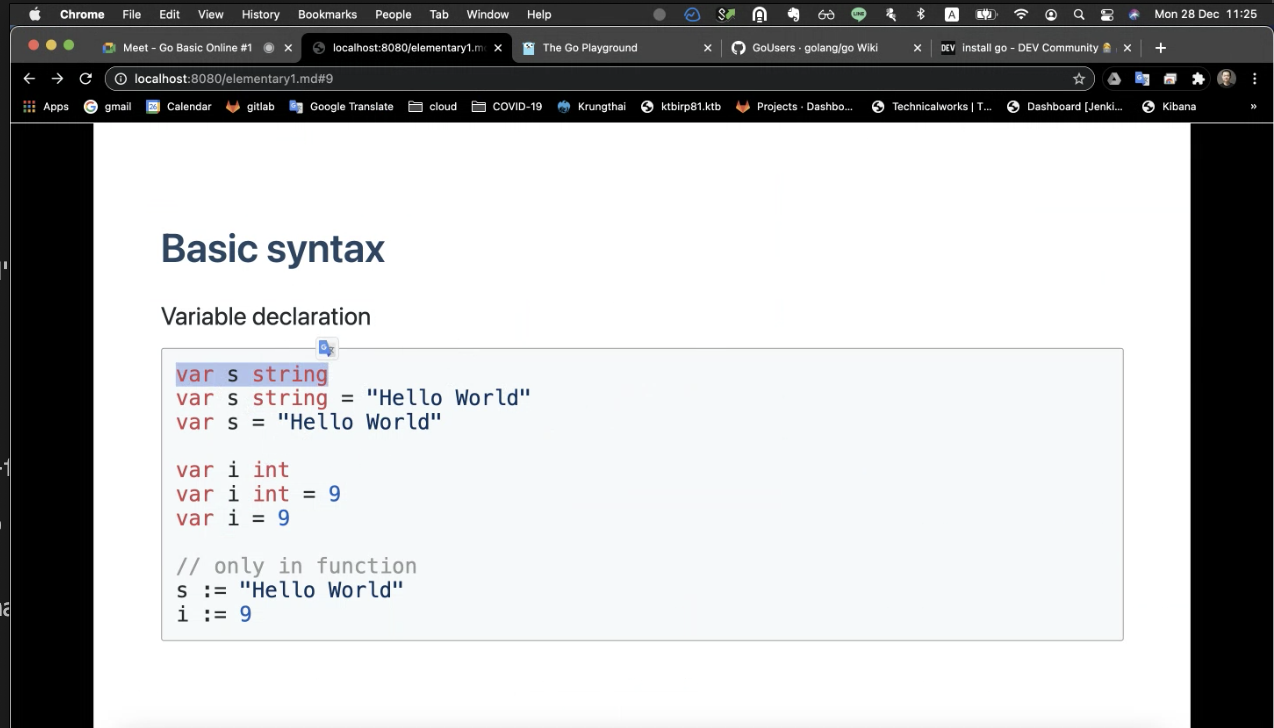 Chrome File Edit View History Bookmarks People Tab Window Help Mon 28 Dec 11:25
Meet – Go Basic Online #1 localhost:8080/elementary1.m The Go Playground GoUsers · golang/go Wiki DEV install go - DEV Community
localhost:8080/elementary1.md#9
Apps gmail Calendar gitlab Google Translate cloud COVID-19 Krungthai ktbirp81.ktb Projects · Dashbo... Technicalworks | T... Dashboard [Jenki... Kibana »
Basic syntax
Variable declaration
var s string
var s string = "Hello World"
var s = "Hello World"
var i int
var i int = 9
var i = 9
// only in function
s := "Hello World"
i := 9